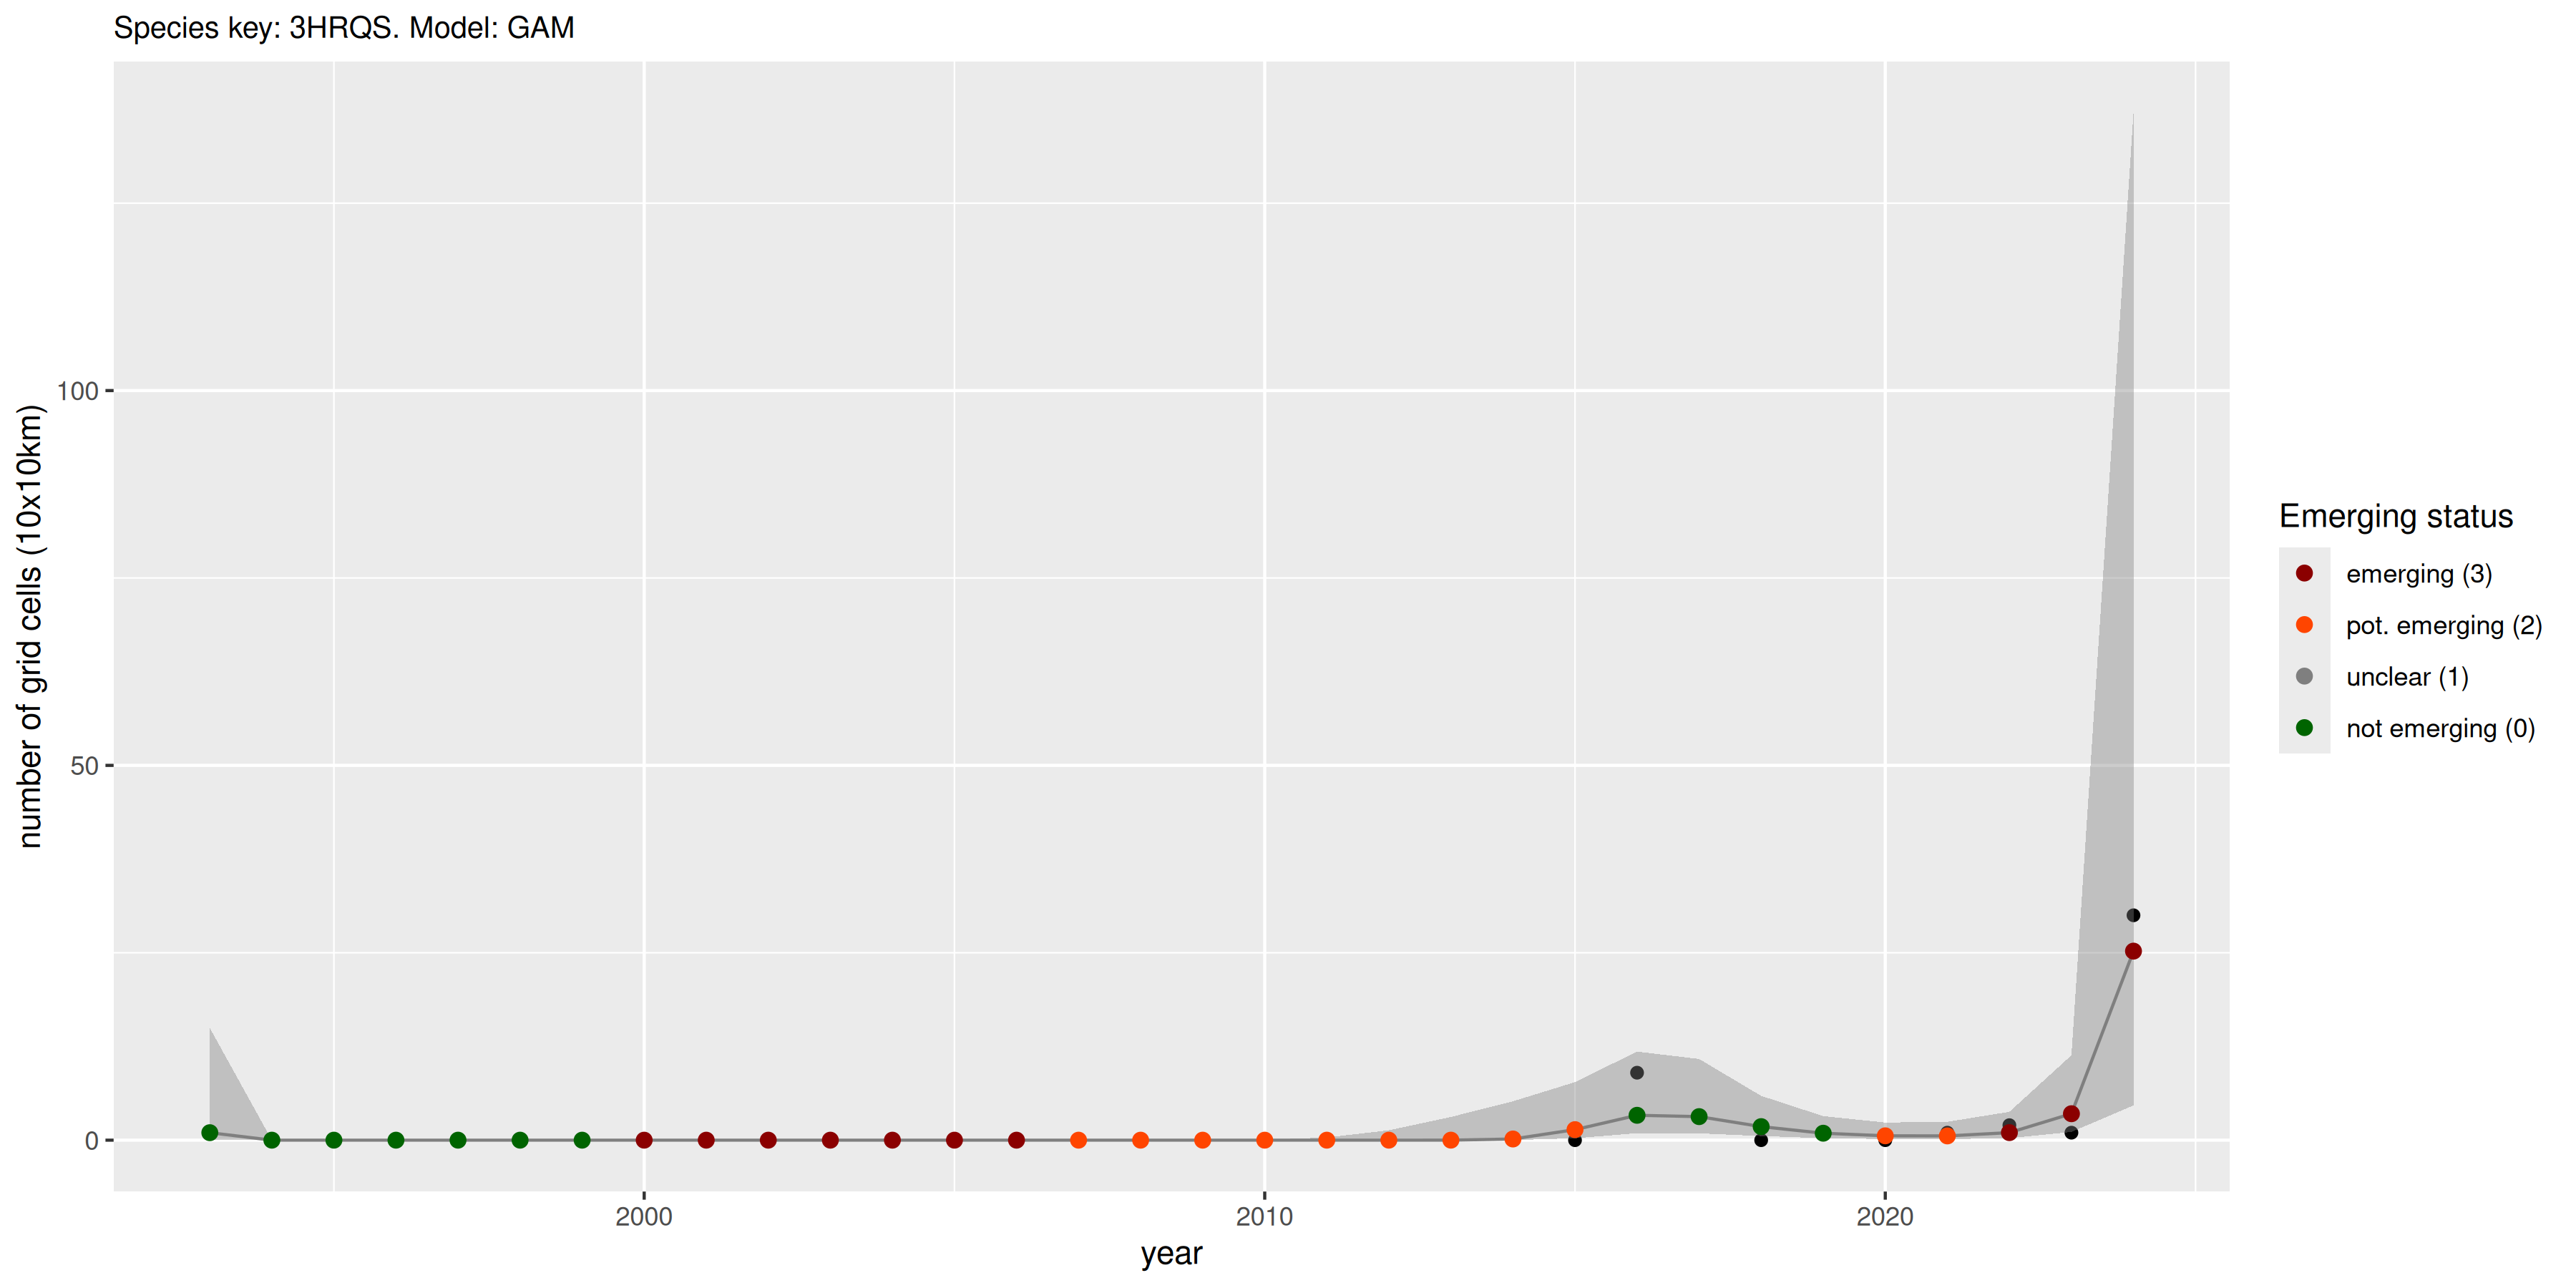 Species key: 3HRQS. Model: GAM
number of grid cells (10x10km)
100
50
0
2000
2010
2020
year
Emerging status
emerging (3)
pot. emerging (2)
unclear (1)
not emerging (0)